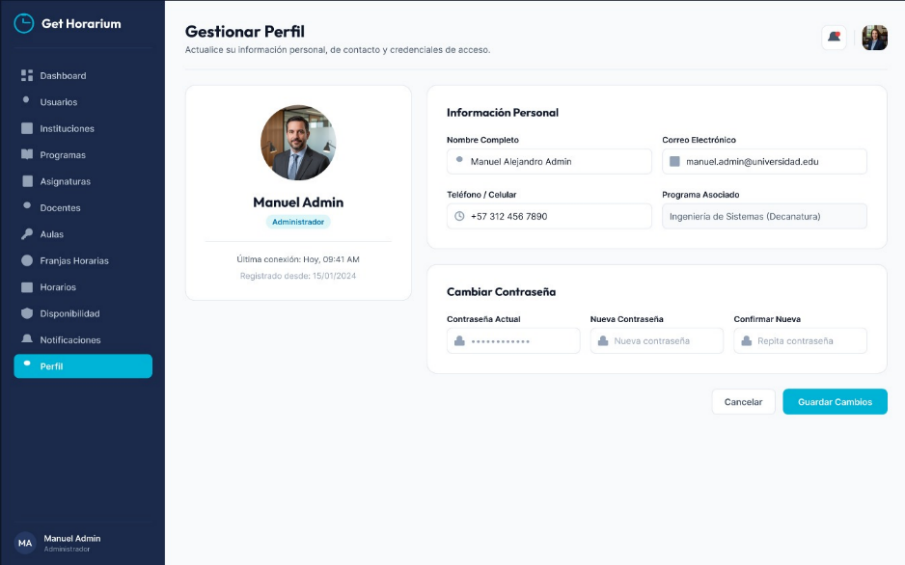 Get Horarium
Dashboard
Usuarios
Instituciones
Programas
Asignaturas
Docentes
Aulas
Franjas Horarias
Horarios
Disponibilidad
Notificaciones
Perfil
MA
Manuel Admin
Administrador
Gestionar Perfil
Actualice su información personal, de contacto y credenciales de acceso.
Manuel Admin
Administrador
Última conexión: Hoy, 09:41 AM
Registrado desde: 15/01/2024
Información Personal
Nombre Completo
Manuel Alejandro Admin
Correo Electrónico
manuel.admin@universidad.edu
Teléfono / Celular
+57 312 456 7890
Programa Asociado
Ingeniería de Sistemas (Decanatura)
Cambiar Contraseña
Contraseña Actual
••••••••••••
Nueva Contraseña
Nueva contraseña
Confirmar Nueva
Repita contraseña
Cancelar
Guardar Cambios